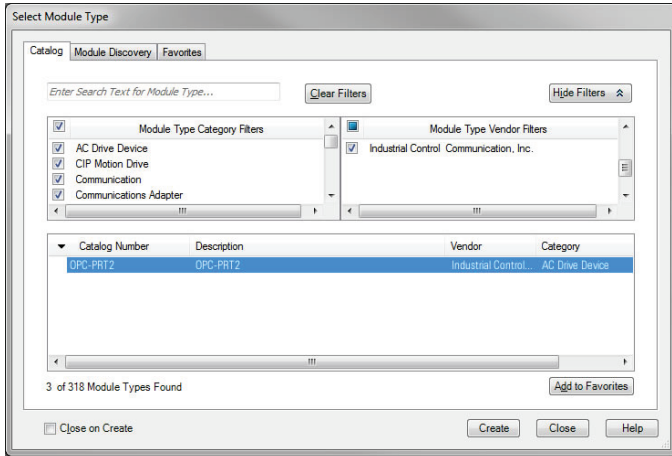 Select Module Type
Catalog Module Discovery Favorites
Enter Search Text for Module Type...
Clear Filters
Hide Filters
Module Type Category Filters
AC Drive Device
CIP Motion Drive
Communication
Communications Adapter
Module Type Vendor Filters
Industrial Control Communication, Inc.
Catalog Number Description Vendor Category
OPC-PRT2 OPC-PRT2 Industrial Control... AC Drive Device
3 of 318 Module Types Found
Add to Favorites
Close on Create
Create Close Help